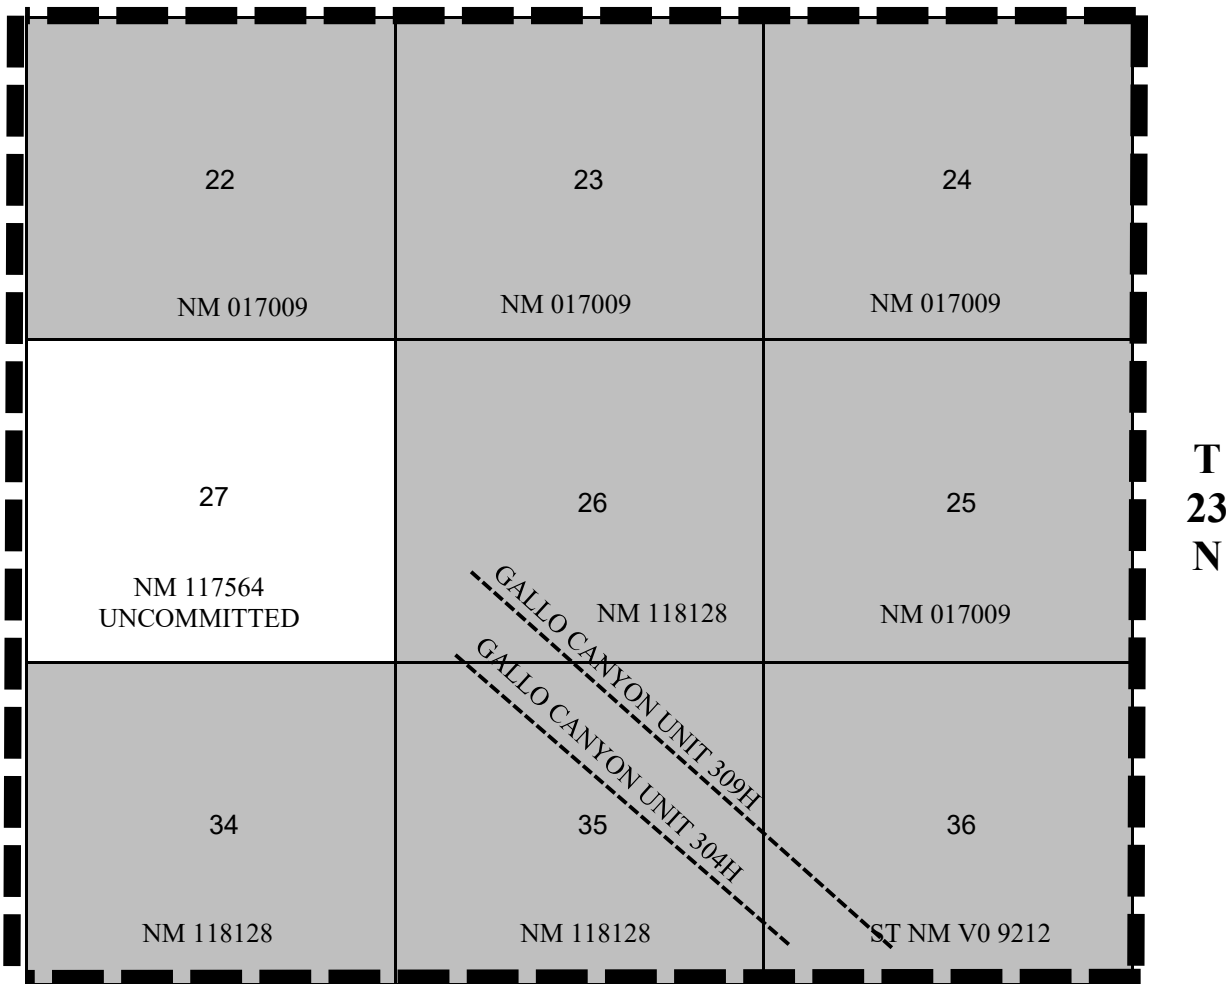 22
23
24
NM 017009
NM 017009
NM 017009
27
26
25
NM 117564
UNCOMMITTED
NM 118128
NM 017009
GALLO CANYON UNIT 309H
GALLO CANYON UNIT 304H
34
35
36
NM 118128
NM 118128
ST NM V0 9212
T
23
N